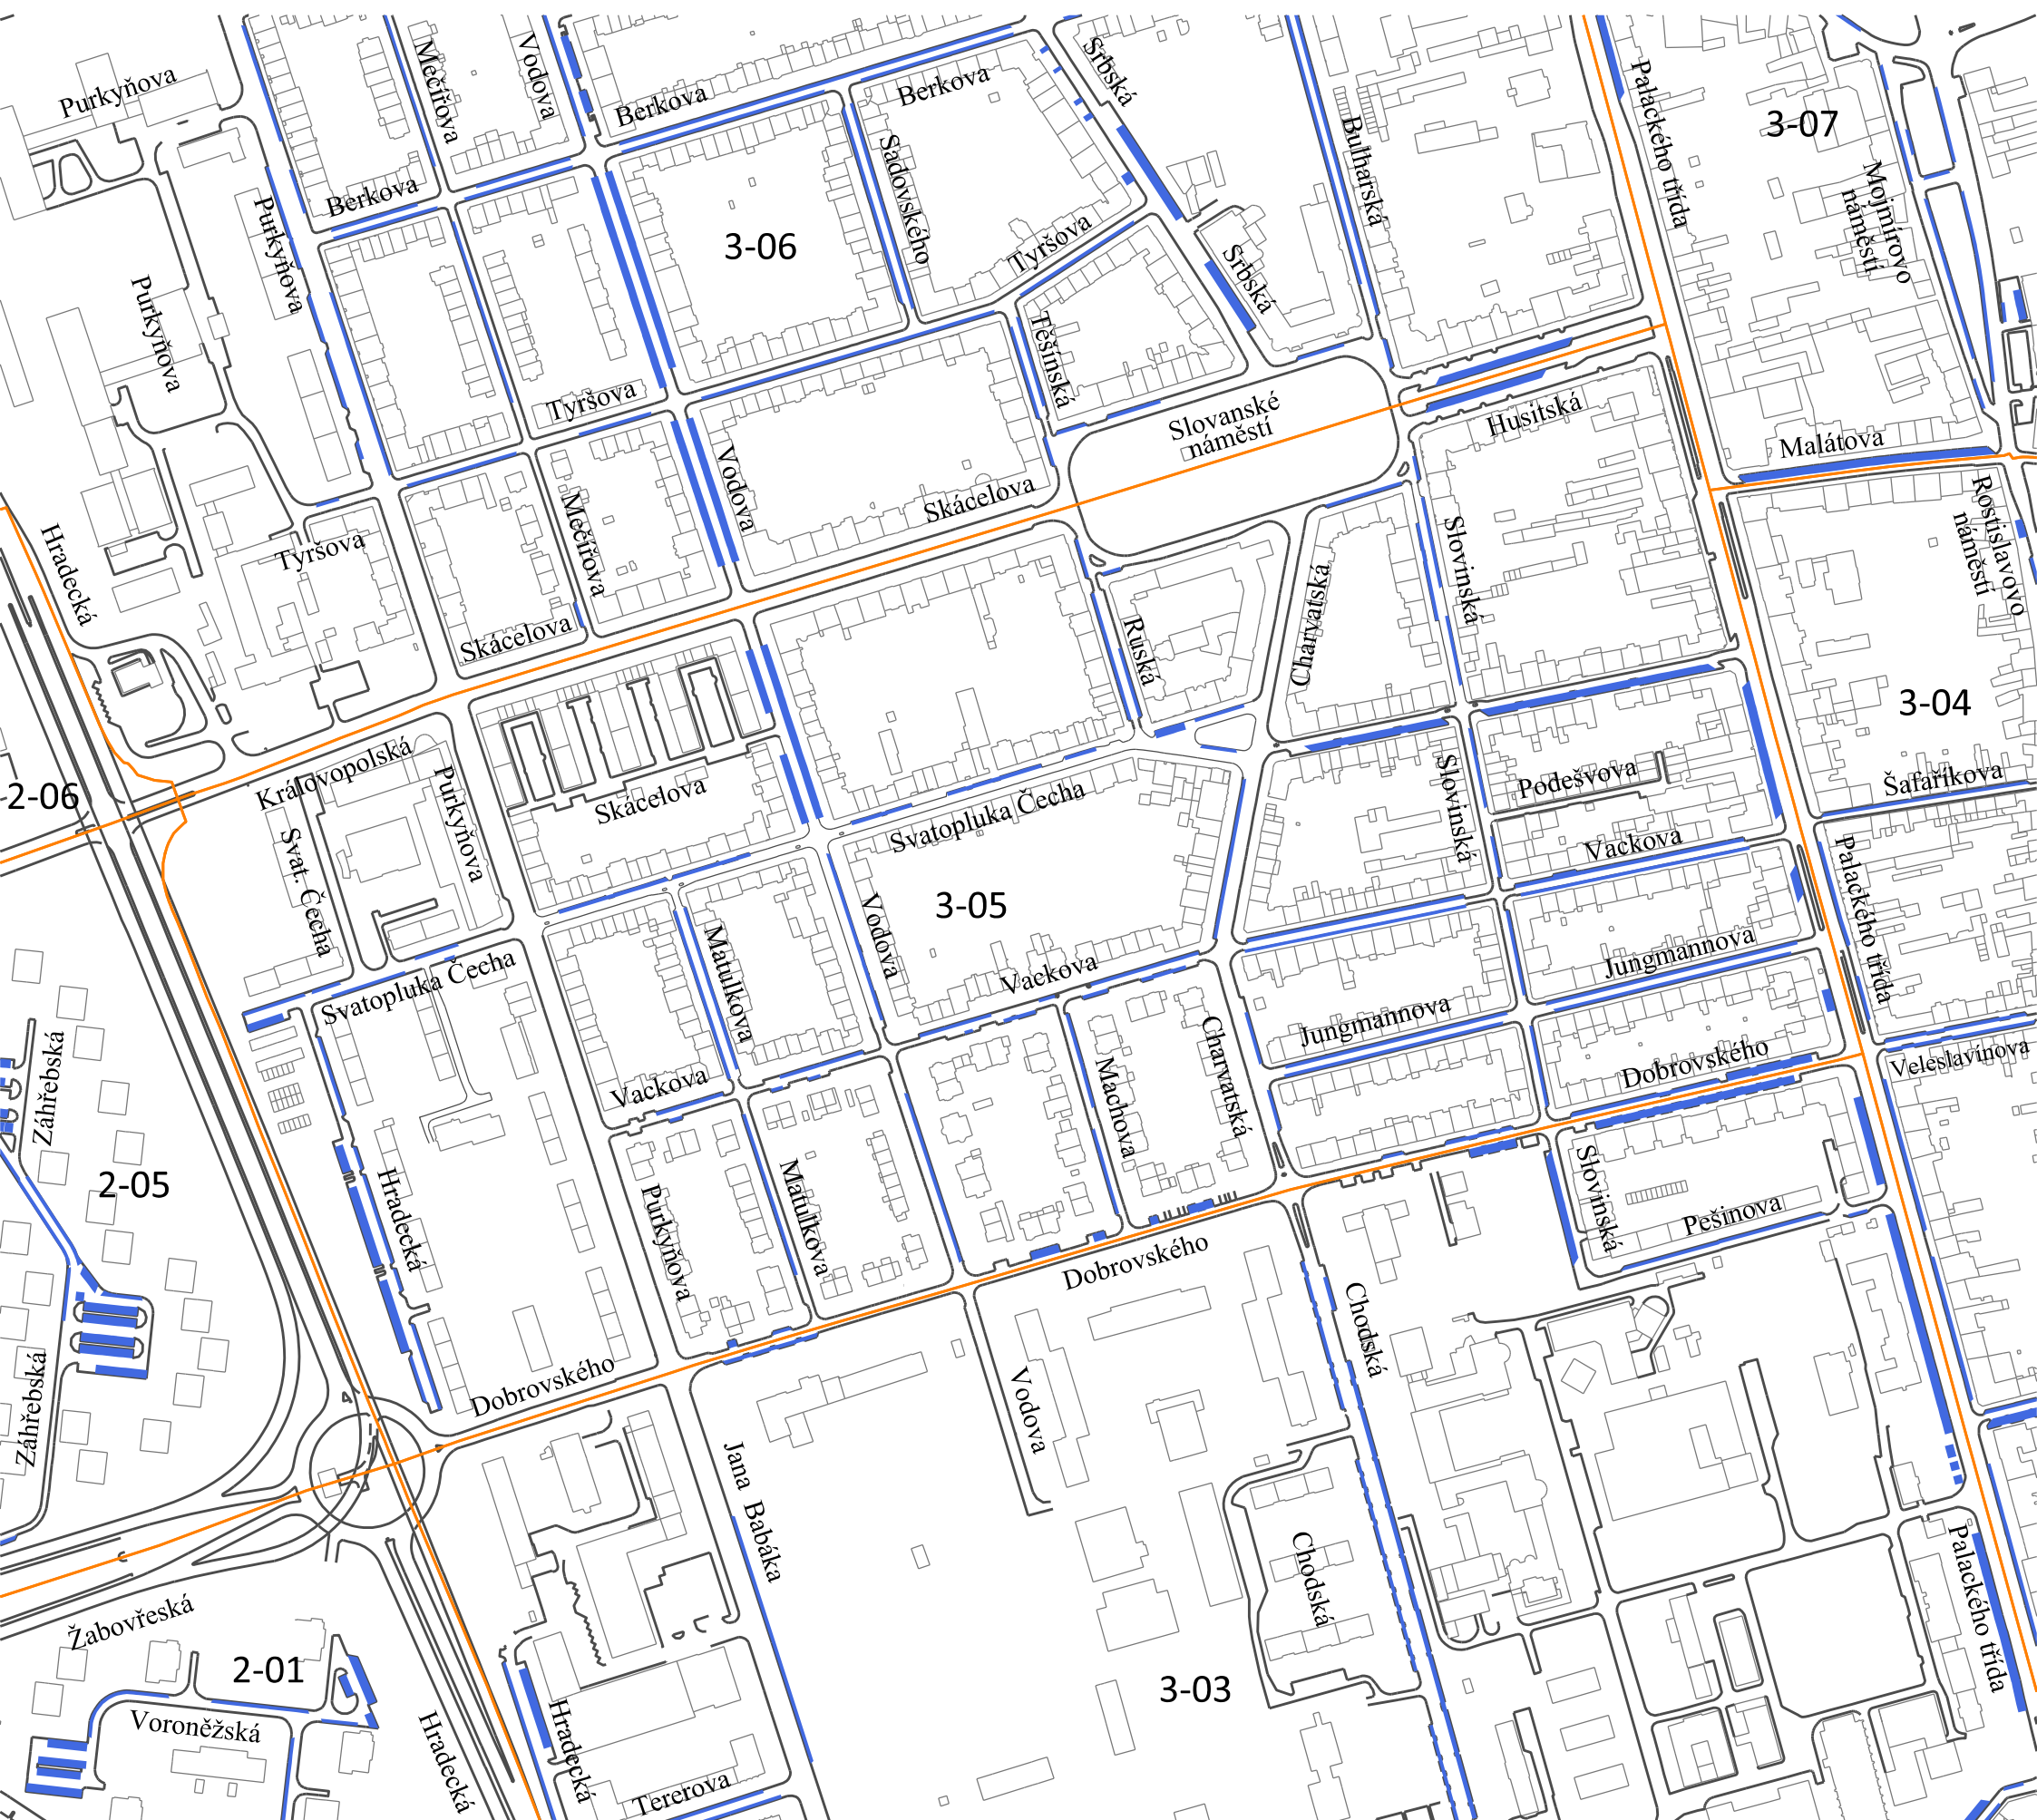 Purkyňova
Mečířova
Vodova
Berkova
Berkova
Srbská
Palackého třída
3-07
Berkova
Purkyňova
Sadovského
Bulharská
Mojmírovo
náměstí
3-06
Tyršova
Srbská
Purkyňova
Těšínská
Tyršova
Slovanské
náměstí
Husitská
Malátova
Vodova
Skácelova
Mečířova
Tyršova
Hradecká
Slovinská
Rostislavovo
náměstí
Charvatská
Skácelova
Ruská
3-04
Královopolská
Purkyňova
2-06
Skácelova
Svatopluka Čecha
Slovinská
Podešvova
Šafaříkova
Vackova
Svat. Čecha
3-05
Vodova
Palackého třída
Matulkova
Svatopluka Čecha
Vackova
Jungmannova
Jungmannova
Charvatská
Záhřebská
Vackova
Machova
Dobrovského
Veleslavínova
2-05
Hradecká
Purkyňova
Matulkova
Slovinská
Pešinova
Dobrovského
Chodská
Záhřebská
Dobrovského
Vodova
Jana Babáka
Chodská
Palackého třída
Žabovřeská
2-01
3-03
Voroněžská
Hradecká
Hradecká
Tererova